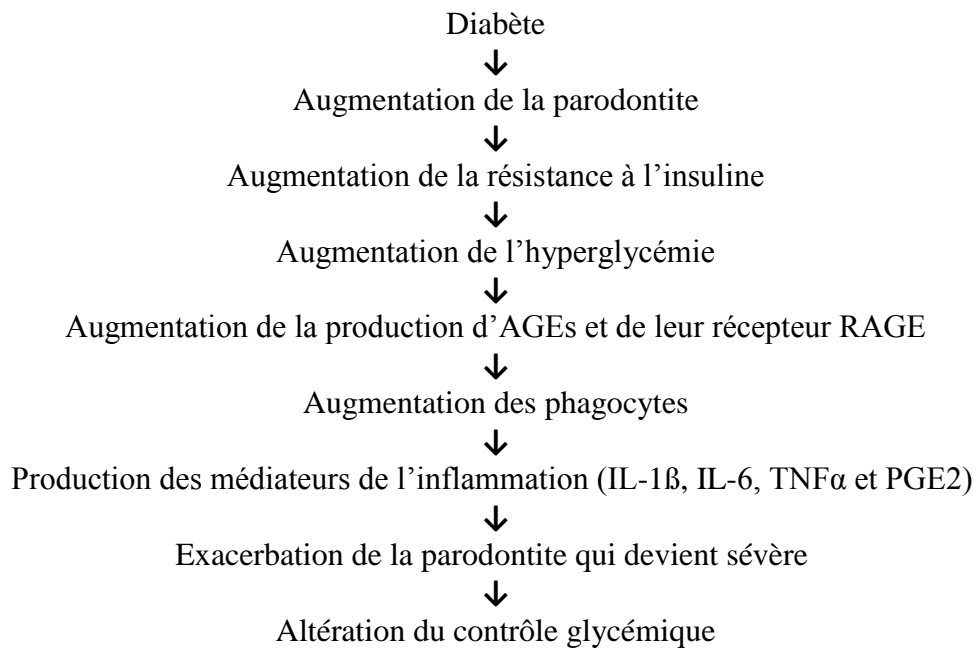 Diabète
↓
Augmentation de la parodontite
↓
Augmentation de la résistance à l’insuline
↓
Augmentation de l’hyperglycémie
↓
Augmentation de la production d’AGEs et de leur récepteur RAGE
↓
Augmentation des phagocytes
↓
Production des médiateurs de l’inflammation (IL-1ß, IL-6, TNFα et PGE2)
↓
Exacerbation de la parodontite qui devient sévère
↓
Altération du contrôle glycémique